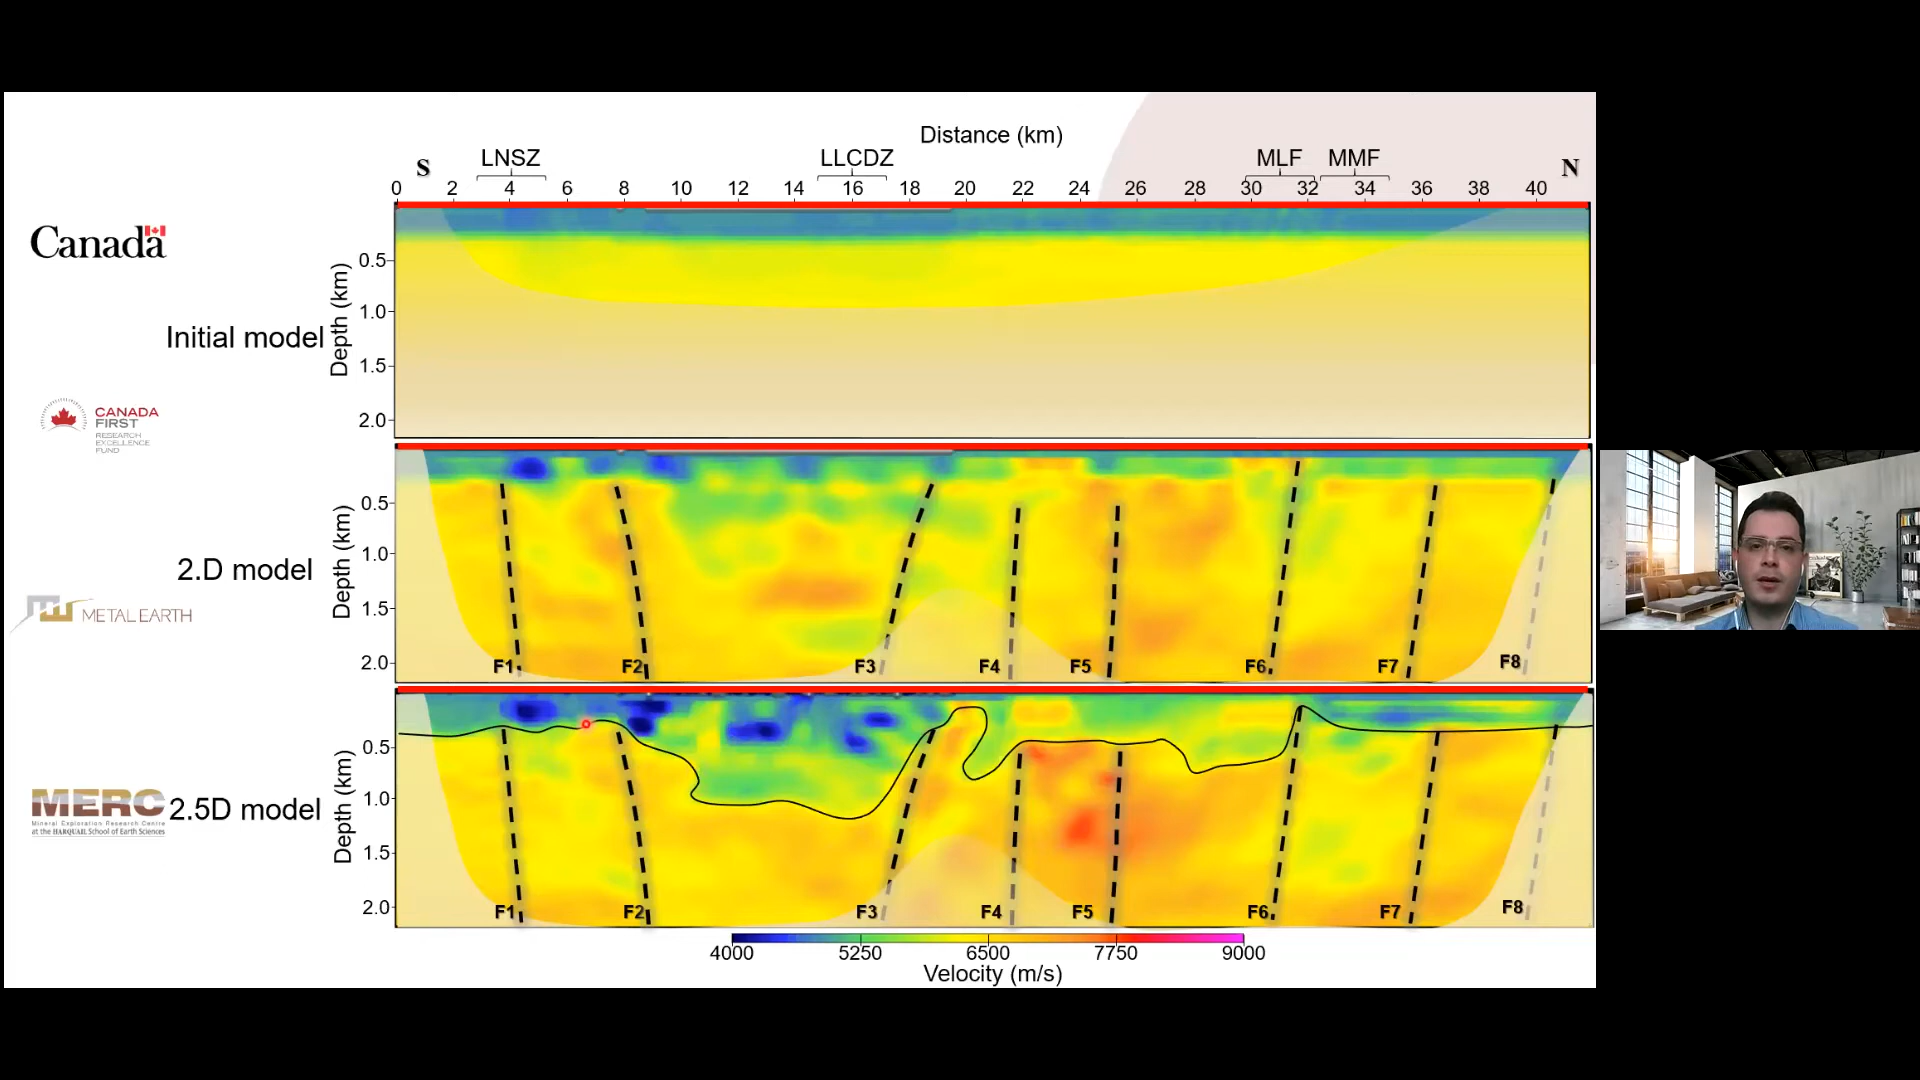 Distance (km)
LNSZ LLCDZ MLF MMF
S N
0 2 4 6 8 10 12 14 16 18 20 22 24 26 28 30 32 34 36 38 40
Canada
Initial model
Depth (km)
0.5
1.0
1.5
2.0
CANADA
FIRST
RESEARCH
EXCELLENCE
FUND
2.D model
Depth (km)
0.5
1.0
1.5
2.0
F1 F2 F3 F4 F5 F6 F7 F8
METAL EARTH
MERC
Mineral Exploration Research Centre
at the HARQUAIL School of Earth Sciences
2.5D model
Depth (km)
0.5
1.0
1.5
2.0
F1 F2 F3 F4 F5 F6 F7 F8
4000 5250 6500 7750 9000
Velocity (m/s)